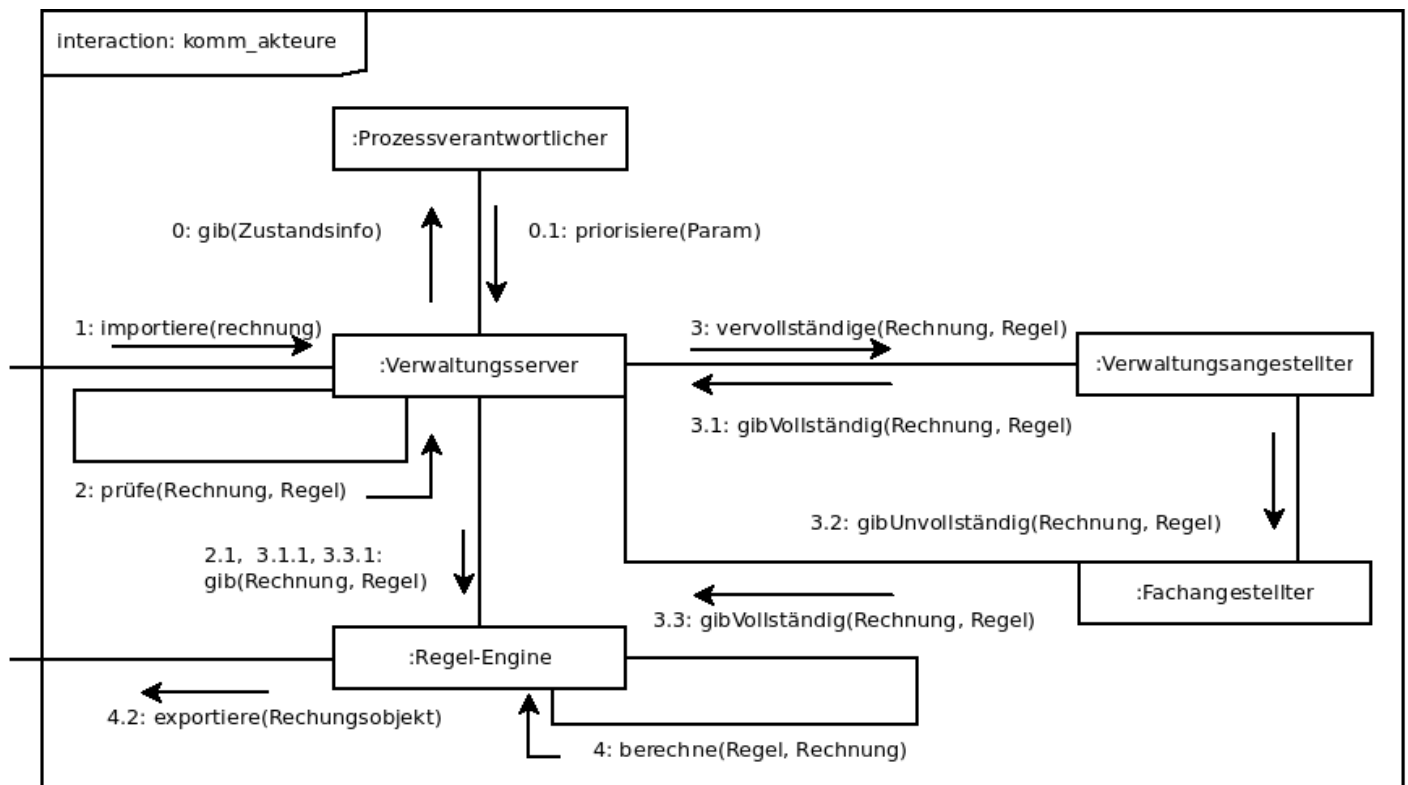 interaction: komm_akteure
:Prozessverantwortlicher
0: gib(Zustandsinfo)
0.1: priorisiere(Param)
1: importiere(rechnung)
3: vervollständige(Rechnung, Regel)
:Verwaltungsserver
:Verwaltungsangestellter
3.1: gibVollständig(Rechnung, Regel)
2: prüfe(Rechnung, Regel)
3.2: gibUnvollständig(Rechnung, Regel)
2.1,  3.1.1, 3.3.1:
gib(Rechnung, Regel)
:Fachangestellter
3.3: gibVollständig(Rechnung, Regel)
:Regel-Engine
4.2: exportiere(Rechungsobjekt)
4: berechne(Regel, Rechnung)